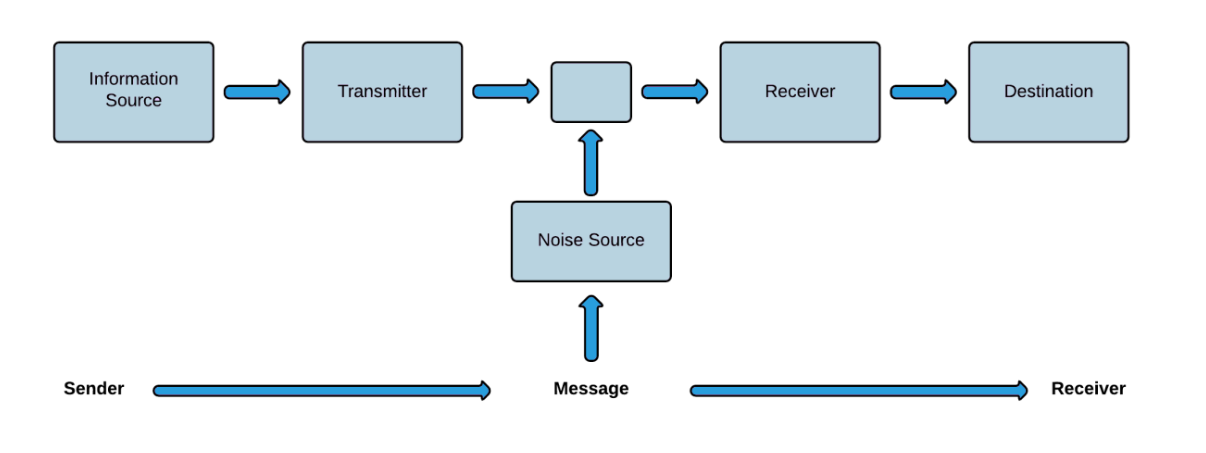 Information
Source
Transmitter
Receiver
Destination
Noise Source
Sender
Message
Receiver